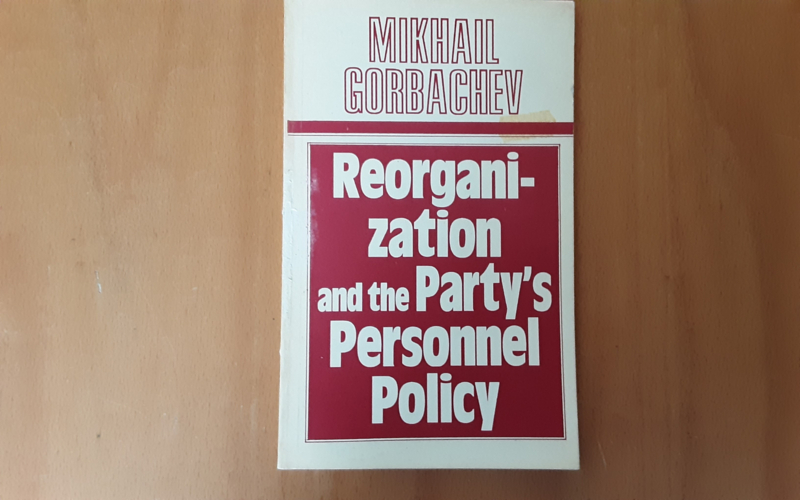 MIKHAIL
GORBACHEV
Reorgani-
zation
and the Party's
Personnel
Policy